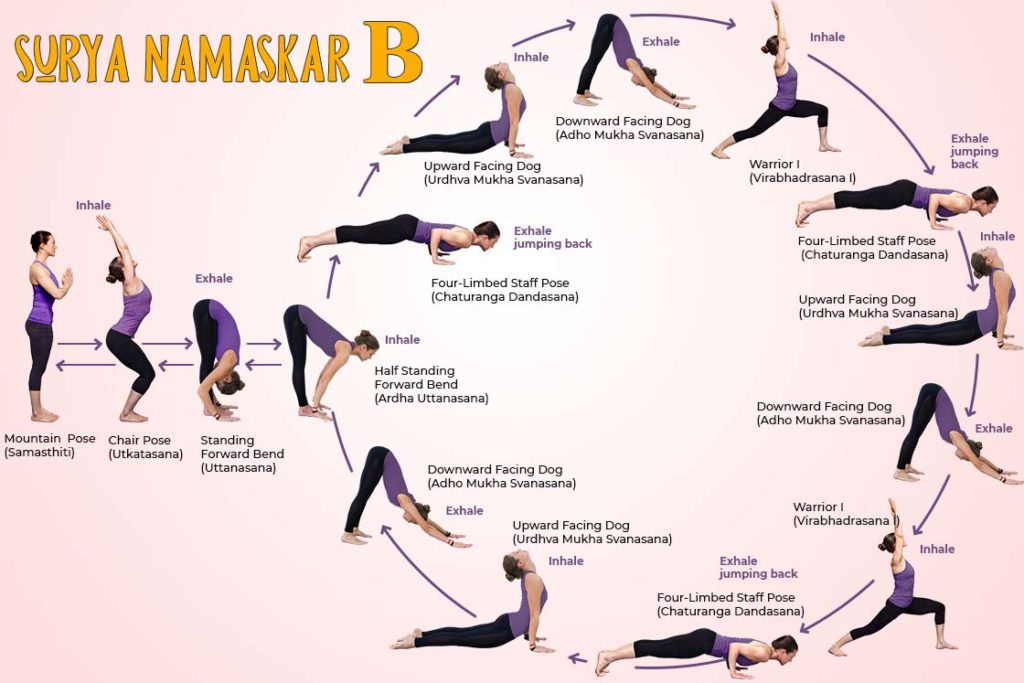 SURYA NAMASKAR B
Inhale
Exhale
Mountain Pose
(Samasthiti)
Chair Pose
(Utkatasana)
Standing
Forward Bend
(Uttanasana)
Inhale
Half Standing
Forward Bend
(Ardha Uttanasana)
Exhale
jumping back
Four-Limbed Staff Pose
(Chaturanga Dandasana)
Inhale
Upward Facing Dog
(Urdhva Mukha Svanasana)
Exhale
Downward Facing Dog
(Adho Mukha Svanasana)
Inhale
Warrior I
(Virabhadrasana I)
Exhale
jumping
back
Four-Limbed Staff Pose
(Chaturanga Dandasana)
Inhale
Upward Facing Dog
(Urdhva Mukha Svanasana)
Downward Facing Dog
(Adho Mukha Svanasana)
Exhale
Warrior I
(Virabhadrasana I)
Inhale
Exhale
jumping back
Four-Limbed Staff Pose
(Chaturanga Dandasana)
Upward Facing Dog
(Urdhva Mukha Svanasana)
Inhale
Downward Facing Dog
(Adho Mukha Svanasana)
Exhale